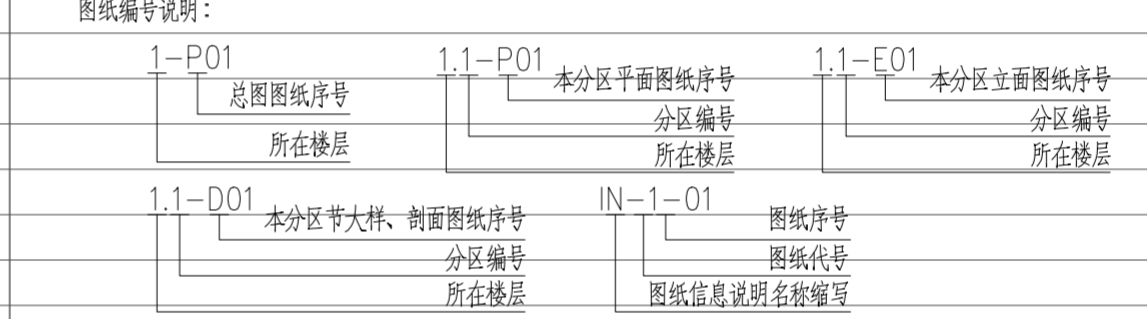 图纸编号说明：
1-P01
总图图纸序号
所在楼层
1.1-P01
本分区平面图纸序号
分区编号
所在楼层
1.1-E01
本分区立面图纸序号
分区编号
所在楼层
1.1-D01
本分区节大样、剖面图纸序号
分区编号
所在楼层
IN-1-01
图纸序号
图纸代号
图纸信息说明名称缩写